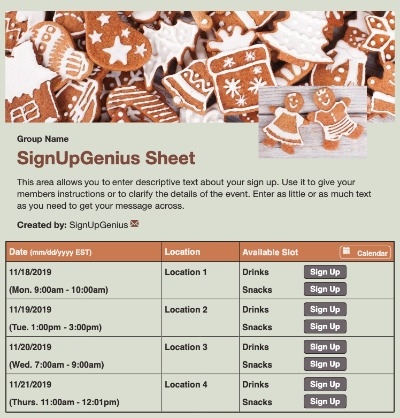 Group Name
SignUpGenius Sheet
This area allows you to enter descriptive text about your sign up. Use it to give your
members instructions or to clarify the details of the event. Enter as little or as much text
as you need to get your message across.
Created by: SignUpGenius
Date (mm/dd/yyyy EST) Location Available Slot Calendar
11/18/2019 Location 1 Drinks Sign Up
(Mon. 9:00am - 10:00am) Snacks Sign Up
11/19/2019 Location 2 Drinks Sign Up
(Tue. 1:00pm - 3:00pm) Snacks Sign Up
11/20/2019 Location 3 Drinks Sign Up
(Wed. 7:00am - 9:00am) Snacks Sign Up
11/21/2019 Location 4 Drinks Sign Up
(Thurs. 11:00am - 12:01pm) Snacks Sign Up